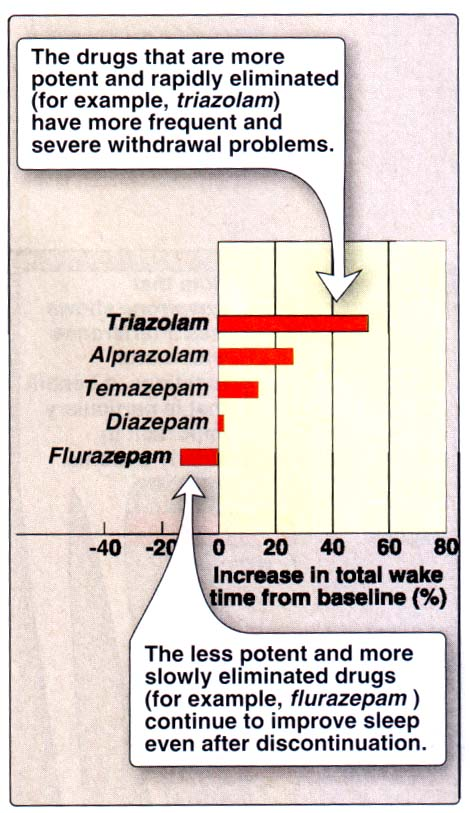 The drugs that are more
potent and rapidly eliminated
(for example, triazolam)
have more frequent and
severe withdrawal problems.
Triazolam
Alprazolam
Temazepam
Diazepam
Flurazepam
-40 -20 0 20 40 60 80
Increase in total wake
time from baseline (%)
The less potent and more
slowly eliminated drugs
(for example, flurazepam )
continue to improve sleep
even after discontinuation.